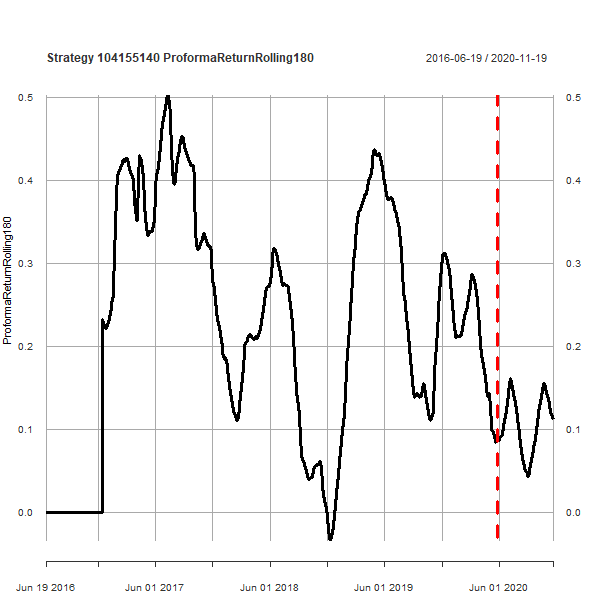 Strategy 104155140 ProformaReturnRolling180
2016-06-19 / 2020-11-19
ProformaReturnRolling180
0.5
0.4
0.3
0.2
0.1
0.0
0.5
0.4
0.3
0.2
0.1
0.0
Jun 19 2016
Jun 01 2017
Jun 01 2018
Jun 01 2019
Jun 01 2020